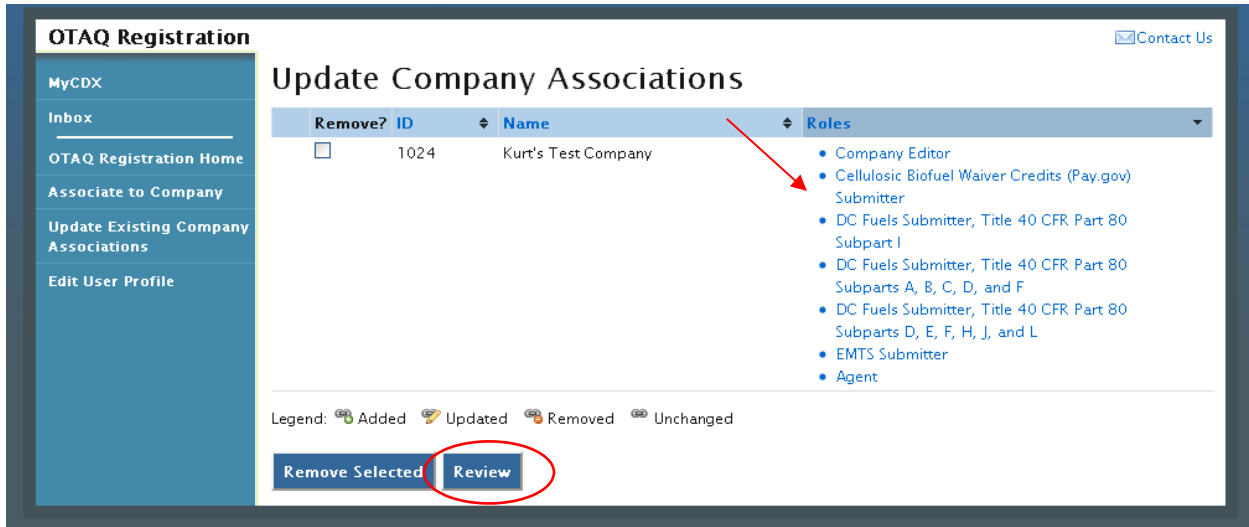 OTAQ Registration
Contact Us
MyCDX
Inbox
OTAQ Registration Home
Associate to Company
Update Existing Company
Associations
Edit User Profile
Update Company Associations
Remove? ID Name Roles
1024 Kurt's Test Company
Company Editor
Cellulosic Biofuel Waiver Credits (Pay.gov)
Submitter
DC Fuels Submitter, Title 40 CFR Part 80
Subpart I
DC Fuels Submitter, Title 40 CFR Part 80
Subparts A, B, C, D, and F
DC Fuels Submitter, Title 40 CFR Part 80
Subparts D, E, F, H, J, and L
EMTS Submitter
Agent
Legend: Added Updated Removed Unchanged
Remove Selected Review